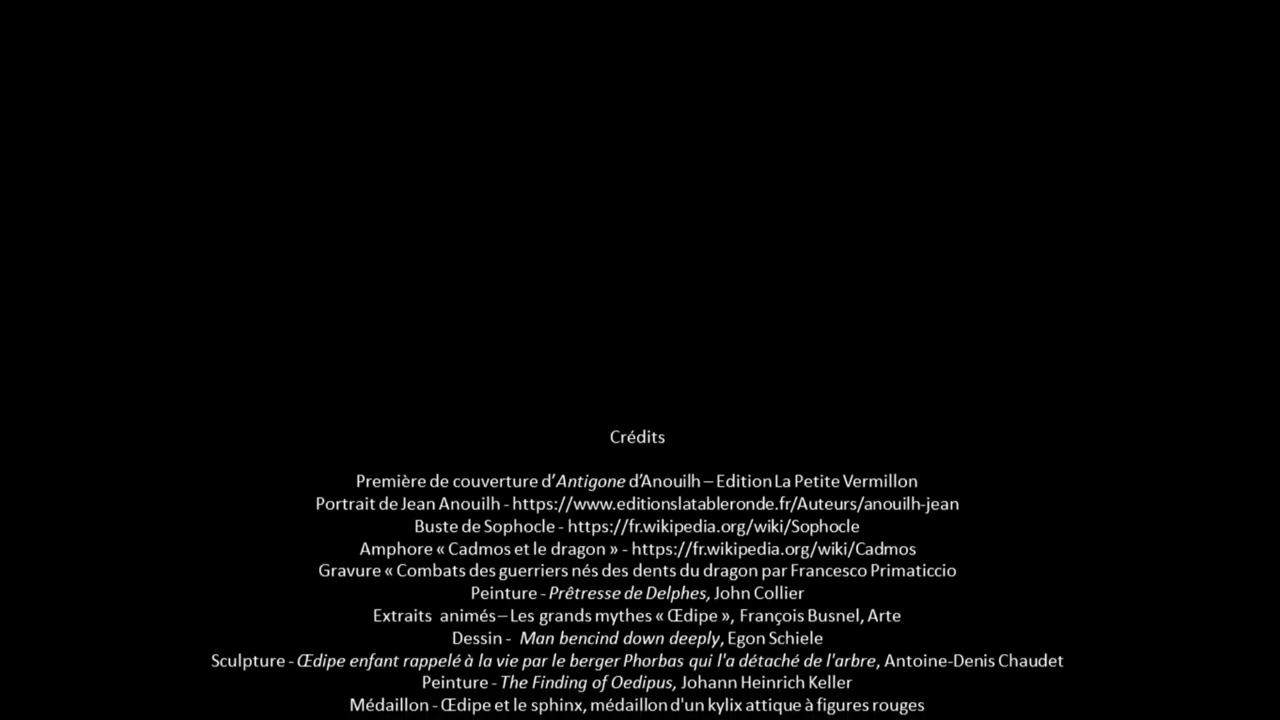 Crédits
Première de couverture d’Antigone d’Anouilh – Edition La Petite Vermillon
Portrait de Jean Anouilh - https://www.editionslatableronde.fr/Auteurs/anouilh-jean
Buste de Sophocle - https://fr.wikipedia.org/wiki/Sophocle
Amphore « Cadmos et le dragon » - https://fr.wikipedia.org/wiki/Cadmos
Gravure « Combats des guerriers nés des dents du dragon par Francesco Primaticcio
Peinture - Prêtresse de Delphes, John Collier
Extraits animés – Les grands mythes « Œdipe », François Busnel, Arte
Dessin - Man bencind down deeply, Egon Schiele
Sculpture - Œdipe enfant rappelé à la vie par le berger Phorbas qui l'a détaché de l'arbre, Antoine-Denis Chaudet
Peinture - The Finding of Oedipus, Johann Heinrich Keller
Médaillon - Œdipe et le sphinx, médaillon d'un kylix attique à figures rouges